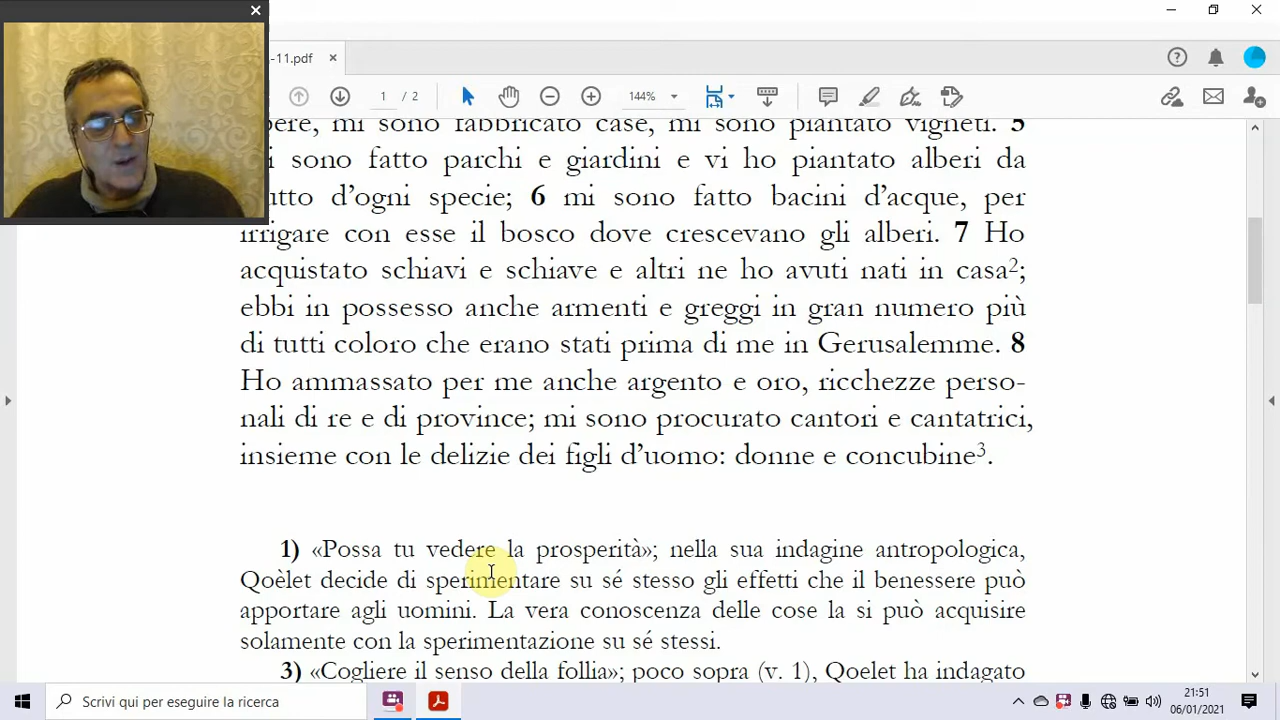 -11.pdf
1 / 2
144%
pere, mi sono fabbricato case, mi sono piantato vigneti. 5
sono fatto parchi e giardini e vi ho piantato alberi da
utto d'ogni specie; 6 mi sono fatto bacini d'acque, per
irrigare con esse il bosco dove crescevano gli alberi. 7 Ho
acquistato schiavi e schiave e altri ne ho avuti nati in casa²;
ebbi in possesso anche armenti e greggi in gran numero più
di tutti coloro che erano stati prima di me in Gerusalemme. 8
Ho ammassato per me anche argento e oro, ricchezze perso-
nali di re e di province; mi sono procurato cantori e cantatrici,
insieme con le delizie dei figli d'uomo: donne e concubine³.
1) «Possa tu vedere la prosperità»; nella sua indagine antropologica,
Qoèlet decide di sperimentare su sé stesso gli effetti che il benessere può
apportare agli uomini. La vera conoscenza delle cose la si può acquisire
solamente con la sperimentazione su sé stessi.
3) «Cogliere il senso della follia»; poco sopra (v. 1), Qoelet ha indagato
Scrivi qui per eseguire la ricerca
21:51
06/01/2021